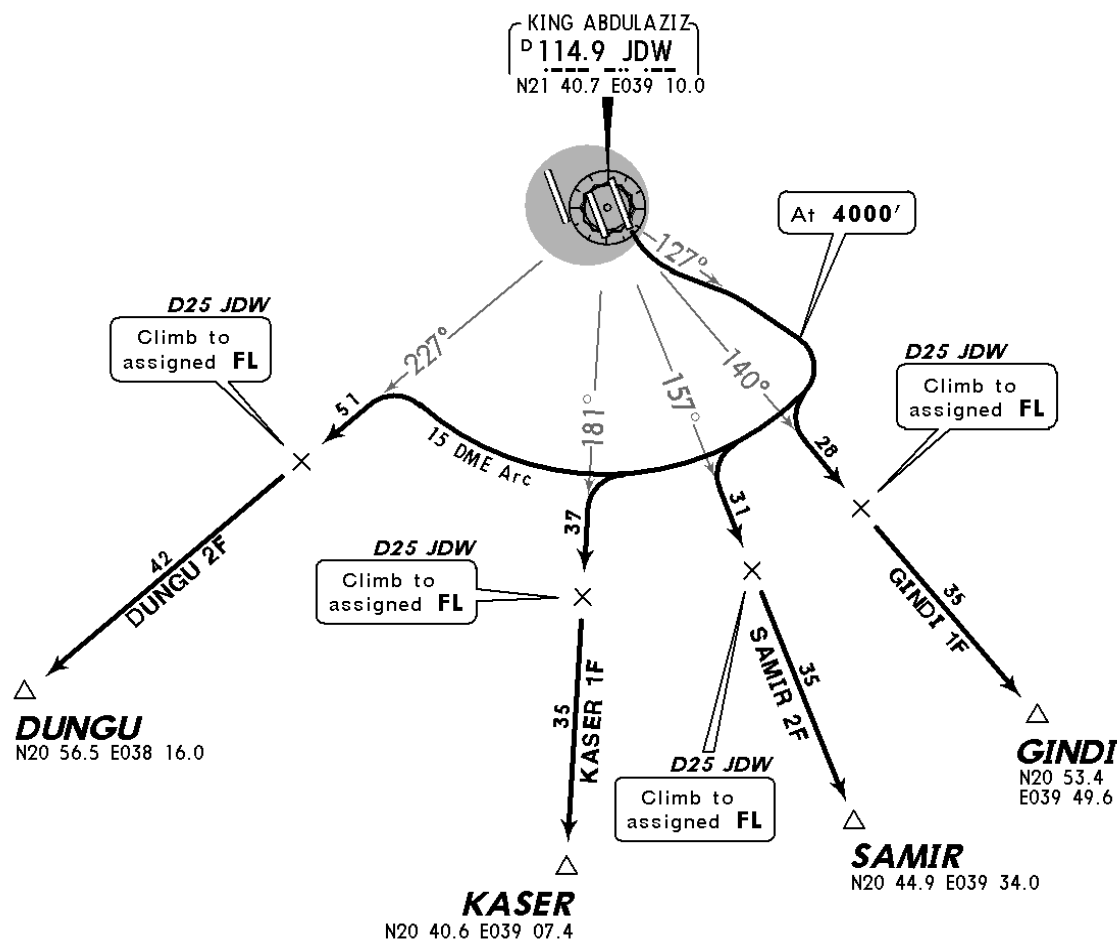 KING ABDULAZIZ
D 114.9 JDW
N21 40.7 E039 10.0
At 4000'
127°
D25 JDW
Climb to
assigned FL
227°
140°
D25 JDW
Climb to
assigned FL
157°
181°
51
15 DME Arc
28
31
37
D25 JDW
Climb to
assigned FL
42
DUNGU 2F
35
GINDI 1F
35
SAMIR 2F
35
KASER 1F
DUNGU
N20 56.5 E038 16.0
GINDI
N20 53.4
E039 49.6
D25 JDW
Climb to
assigned FL
SAMIR
N20 44.9 E039 34.0
KASER
N20 40.6 E039 07.4